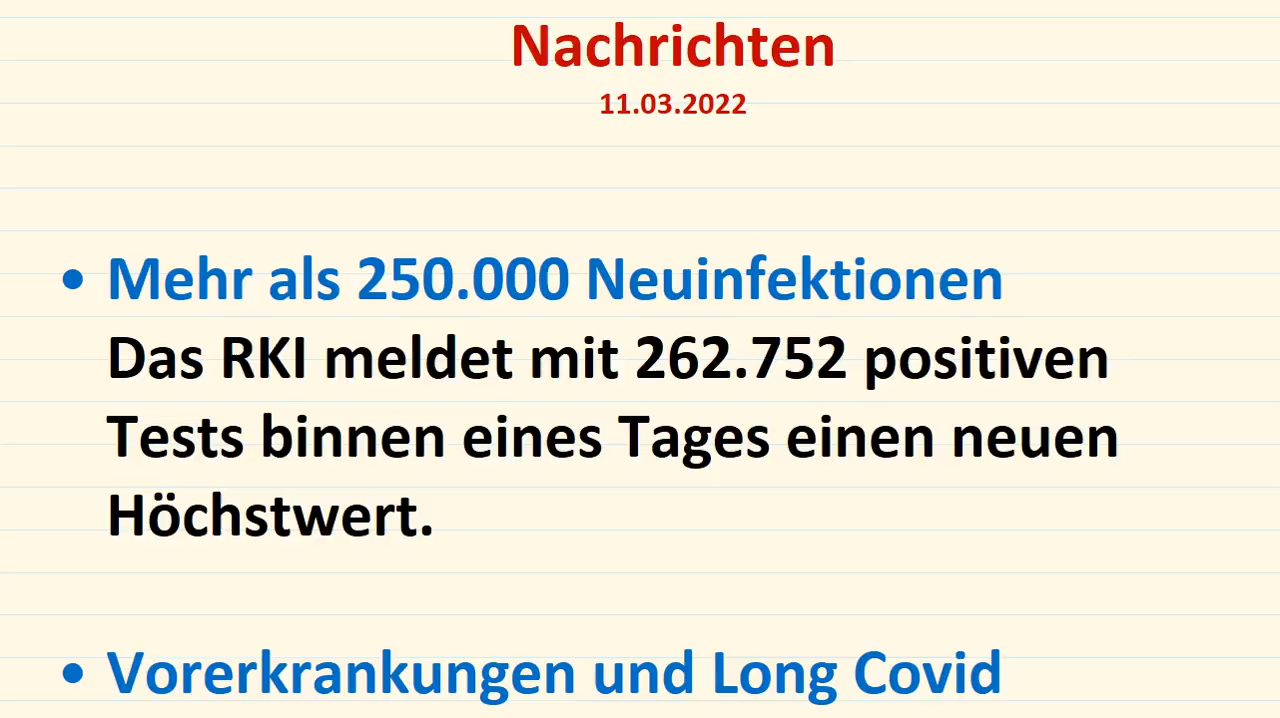 Nachrichten
11.03.2022
• Mehr als 250.000 Neuinfektionen
Das RKI meldet mit 262.752 positiven
Tests binnen eines Tages einen neuen
Höchstwert.
• Vorerkrankungen und Long Covid